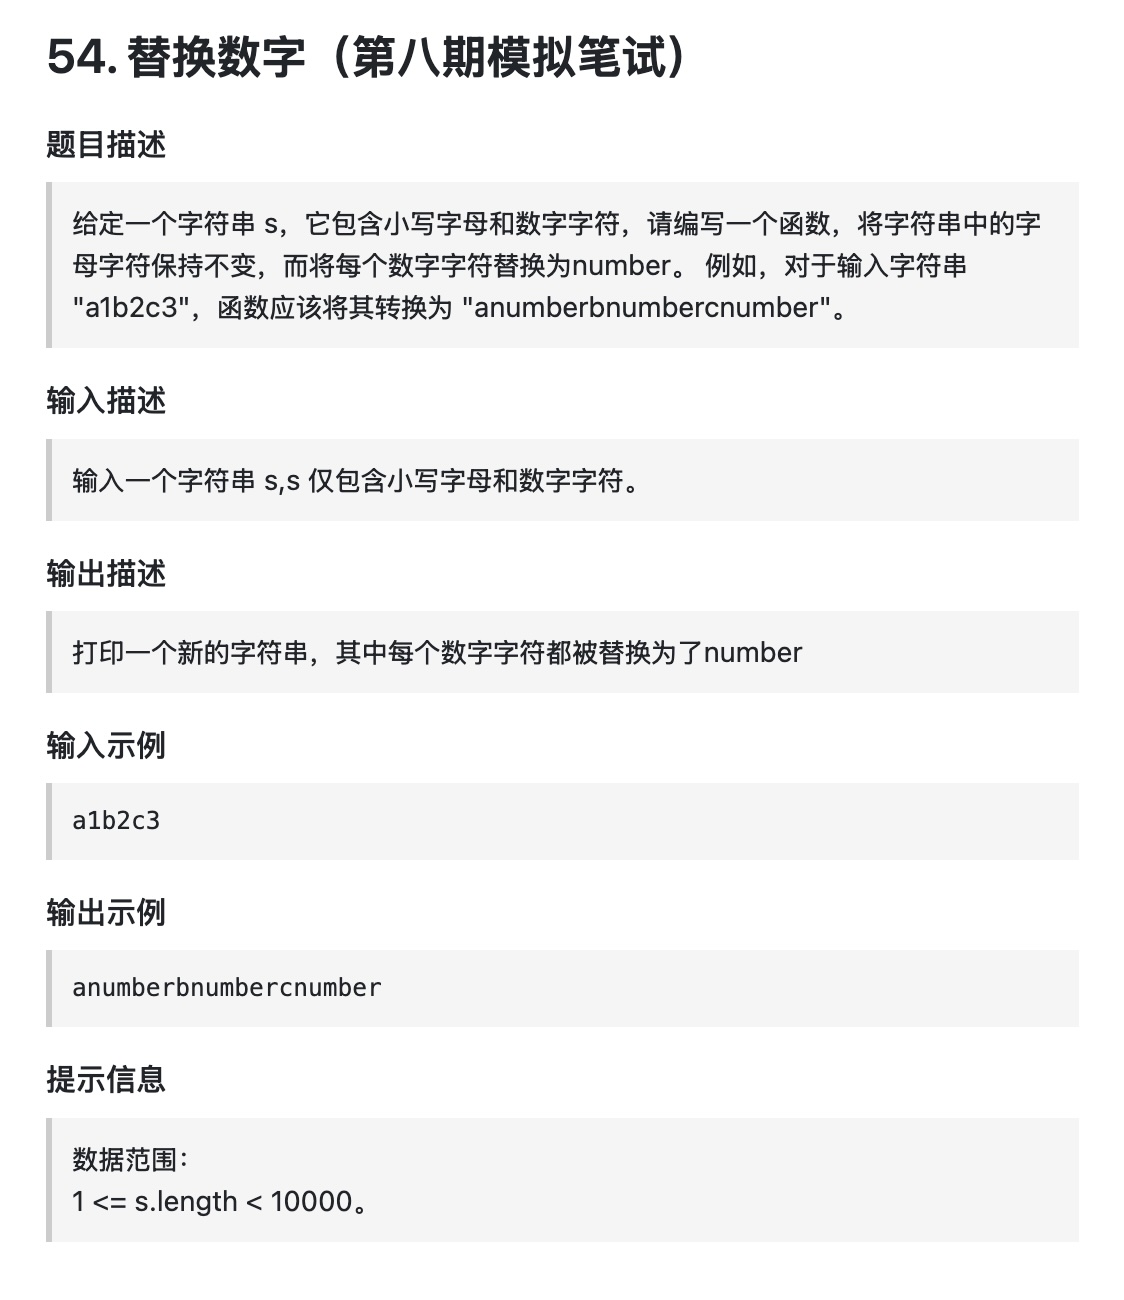 54. 替换数字（第八期模拟笔试）
题目描述
给定一个字符串 s，它包含小写字母和数字字符，请编写一个函数，将字符串中的字
母字符保持不变，而将每个数字字符替换为number。 例如，对于输入字符串
"a1b2c3"，函数应该将其转换为 "anumberbnumbercnumber"。
输入描述
输入一个字符串 s,s 仅包含小写字母和数字字符。
输出描述
打印一个新的字符串，其中每个数字字符都被替换为了number
输入示例
a1b2c3
输出示例
anumberbnumbercnumber
提示信息
数据范围：
1 <= s.length < 10000。